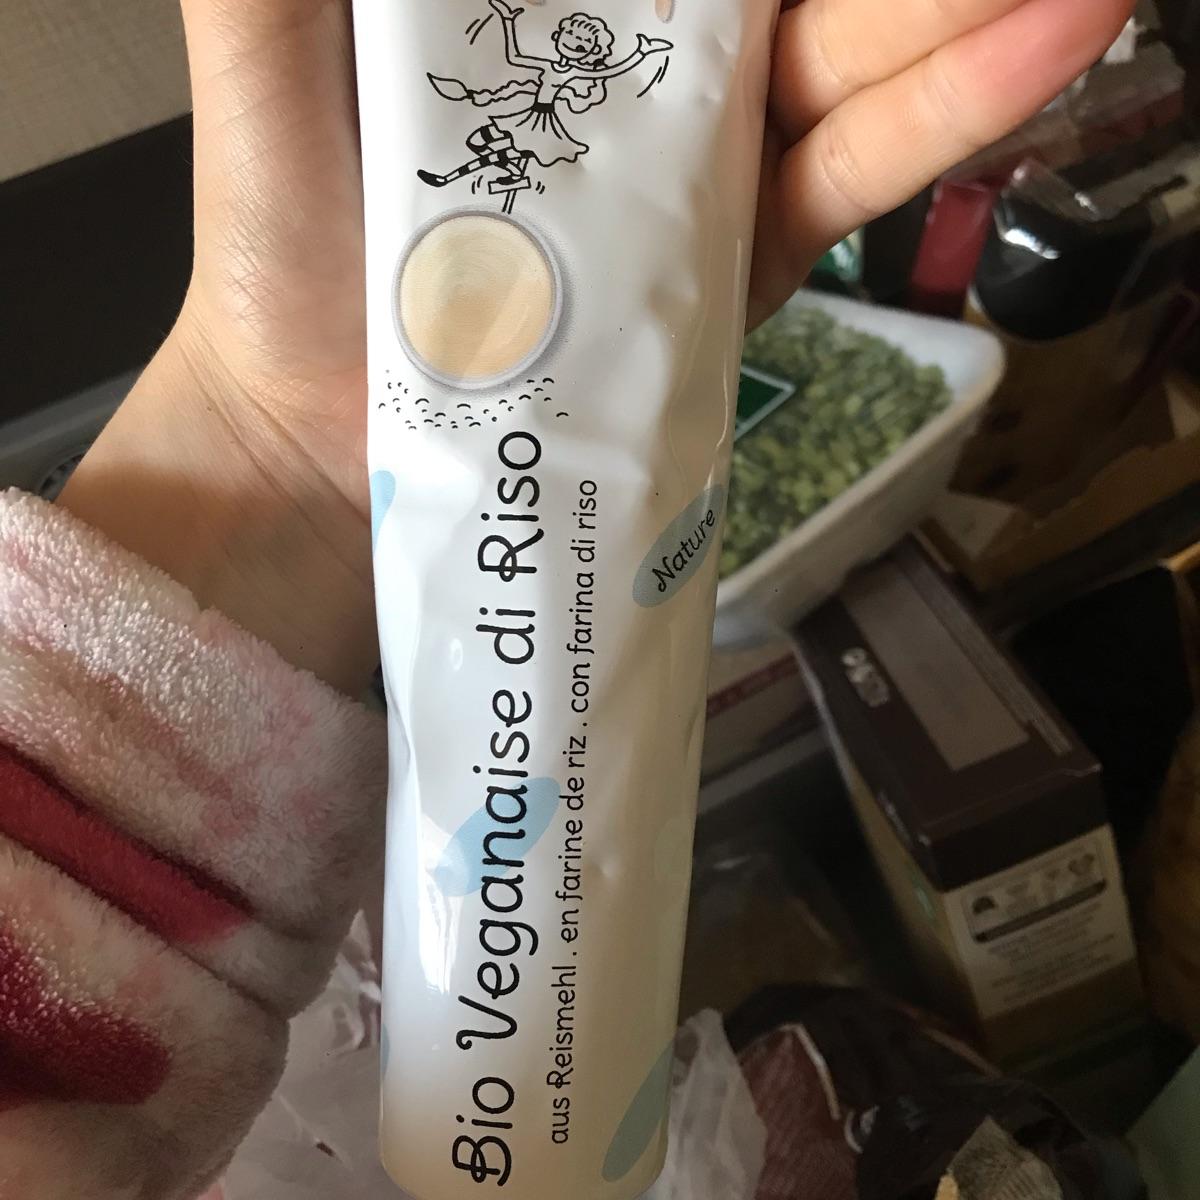 Bio Veganaise di Riso
aus Reismehl . en farine de riz . con farina di riso
Nature